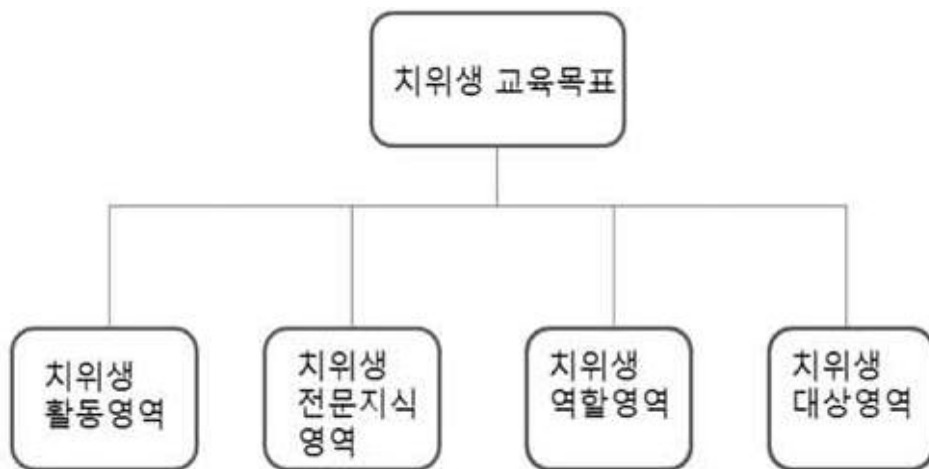 치위생 교육목표
치위생
활동영역
치위생
전문지식
영역
치위생
역할영역
치위생
대상영역